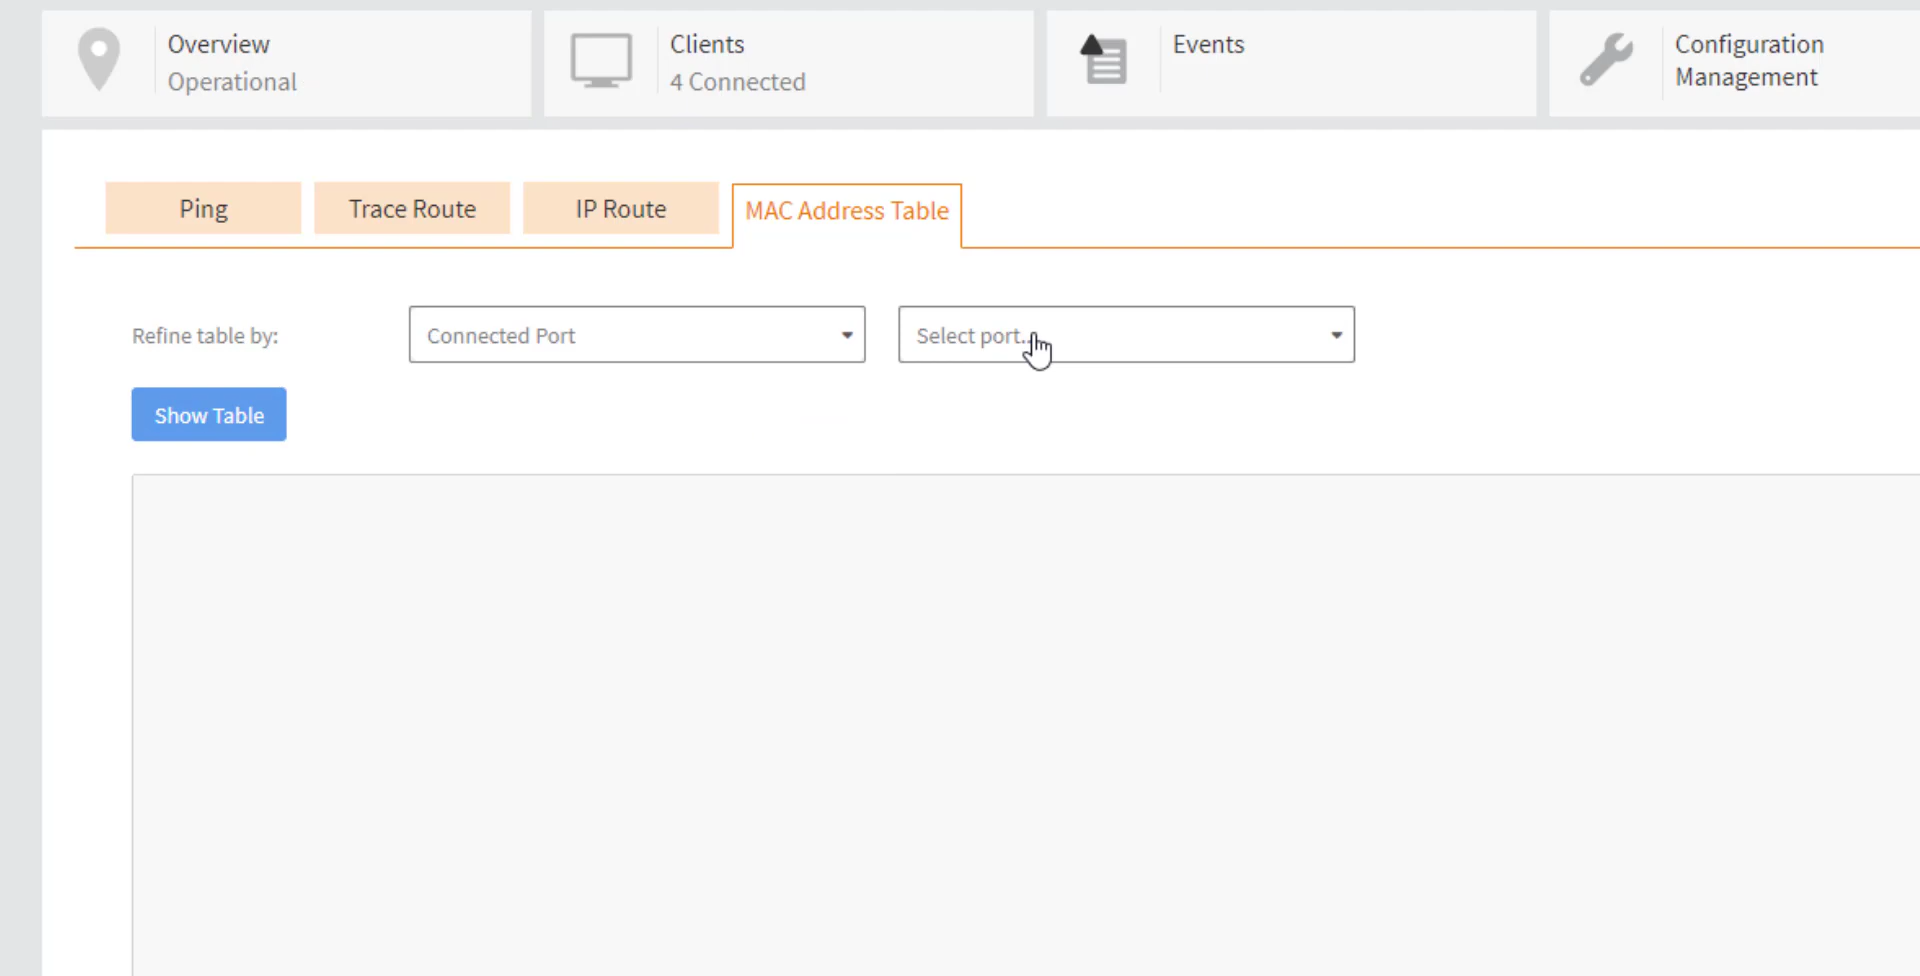 Overview
Operational
Clients
4 Connected
Events
Configuration
Management
Ping
Trace Route
IP Route
MAC Address Table
Refine table by:
Connected Port
Select port...
Show Table